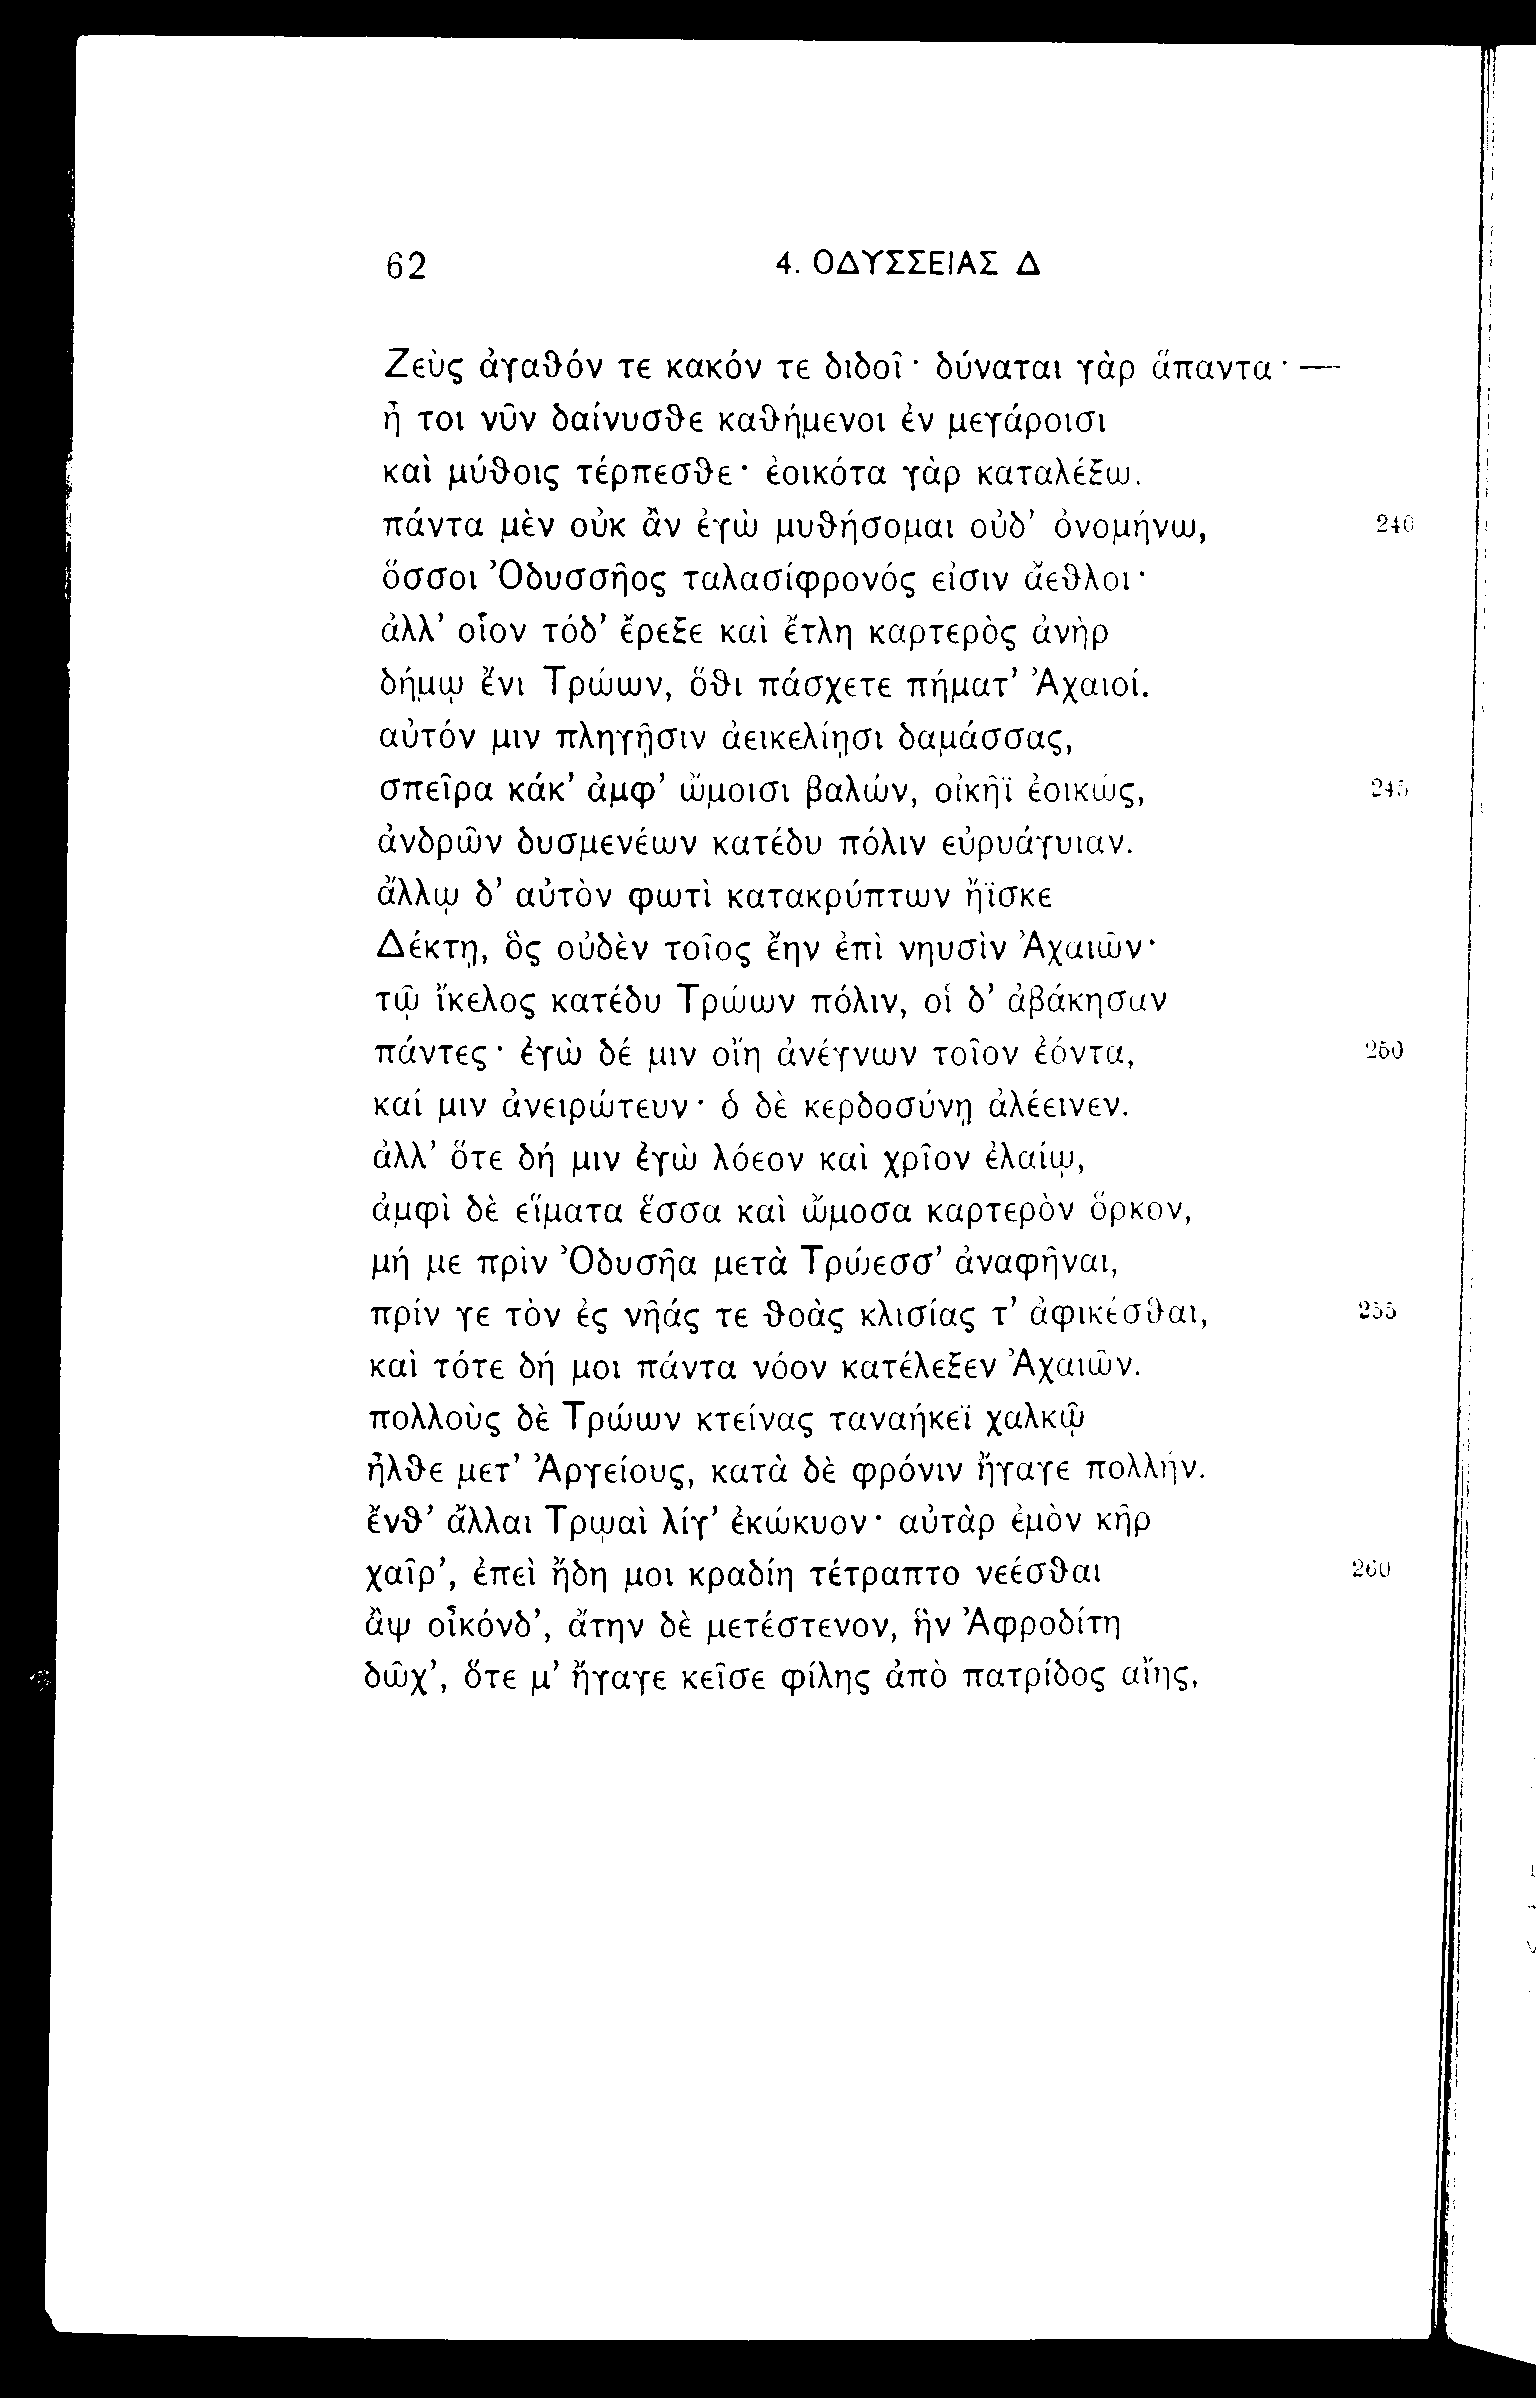 62 4. ΟΔΥΣΣΕΙΑΣ Δ
Ζεὺς ἀγαθόν τε κακόν τε διδοῖ· δύναται γὰρ ἅπαντα· —
ἦ τοι νῦν δαίνυσθε καθήμενοι ἐν μεγάροισι
καὶ μύθοις τέρπεσθε· ἐοικότα γὰρ καταλέξω.
πάντα μὲν οὐκ ἂν ἐγὼ μυθήσομαι οὐδ’ ὀνομήνω, 240
ὅσσοι Ὀδυσσῆος ταλασίφρονός εἰσιν ἄεθλοι·
ἀλλ’ οἷον τόδ’ ἔρεξε καὶ ἔτλη καρτερὸς ἀνὴρ
δήμῳ ἔνι Τρώων, ὅθι πάσχετε πήματ’ Ἀχαιοί.
αὐτόν μιν πληγῇσιν ἀεικελίῃσι δαμάσσας,
σπεῖρα κάκ’ ἀμφ’ ὤμοισι βαλών, οἰκῆϊ ἐοικώς, 245
ἀνδρῶν δυσμενέων κατέδυ πόλιν εὐρυάγυιαν.
ἄλλῳ δ’ αὐτὸν φωτὶ κατακρύπτων ἤϊσκε
Δέκτῃ, ὃς οὐδὲν τοῖος ἔην ἐπὶ νηυσὶν Ἀχαιῶν·
τῷ ἴκελος κατέδυ Τρώων πόλιν, οἱ δ’ ἀβάκησαν
πάντες· ἐγὼ δέ μιν οἴη ἀνέγνων τοῖον ἐόντα, 250
καί μιν ἀνειρώτευν· ὁ δὲ κερδοσύνῃ ἀλέεινεν.
ἀλλ’ ὅτε δή μιν ἐγὼ λόεον καὶ χρῖον ἐλαίῳ,
ἀμφὶ δὲ εἵματα ἕσσα καὶ ὤμοσα καρτερὸν ὅρκον,
μή με πρὶν Ὀδυσῆα μετὰ Τρώεσσ’ ἀναφῆναι,
πρίν γε τὸν ἐς νῆάς τε θοὰς κλισίας τ’ ἀφικέσθαι, 255
καὶ τότε δή μοι πάντα νόον κατέλεξεν Ἀχαιῶν.
πολλοὺς δὲ Τρώων κτείνας ταναήκεϊ χαλκῷ
ἦλθε μετ’ Ἀργείους, κατὰ δὲ φρόνιν ἤγαγε πολλήν.
ἔνθ’ ἄλλαι Τρῳαὶ λίγ’ ἐκώκυον· αὐτὰρ ἐμὸν κῆρ
χαῖρ’, ἐπεὶ ἤδη μοι κραδίη τέτραπτο νεέσθαι 260
ἂψ οἶκόνδ’, ἄτην δὲ μετέστενον, ἣν Ἀφροδίτη
δῶχ’, ὅτε μ’ ἤγαγε κεῖσε φίλης ἀπὸ πατρίδος αἴης,